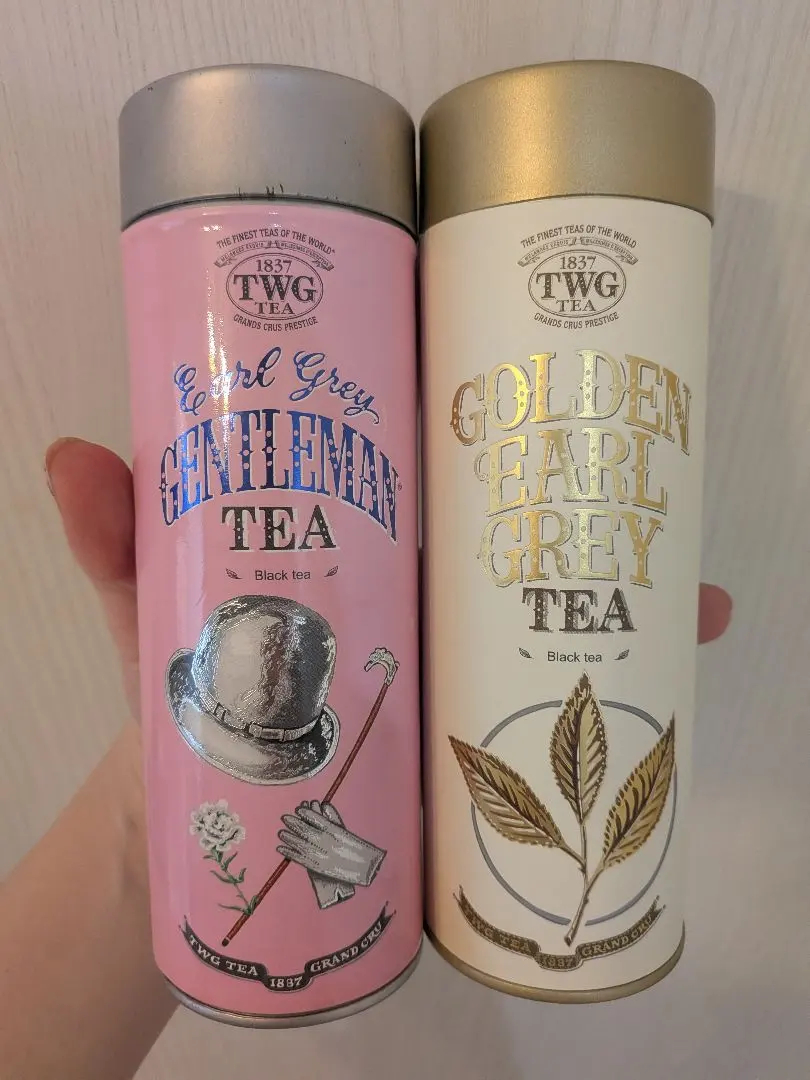 THE FINEST TEAS OF THE WORLD
1837
TWG
TEA
GRANDS CRUS PRESTIGE
Earl Grey
GENTLEMAN
TEA
Black tea
TWG TEA 1837 GRAND CRU
THE FINEST TEAS OF THE WORLD
1837
TWG
TEA
GRANDS CRUS PRESTIGE
GOLDEN
EARL
GREY
TEA
Black tea
TWG TEA 1837 GRAND CRU